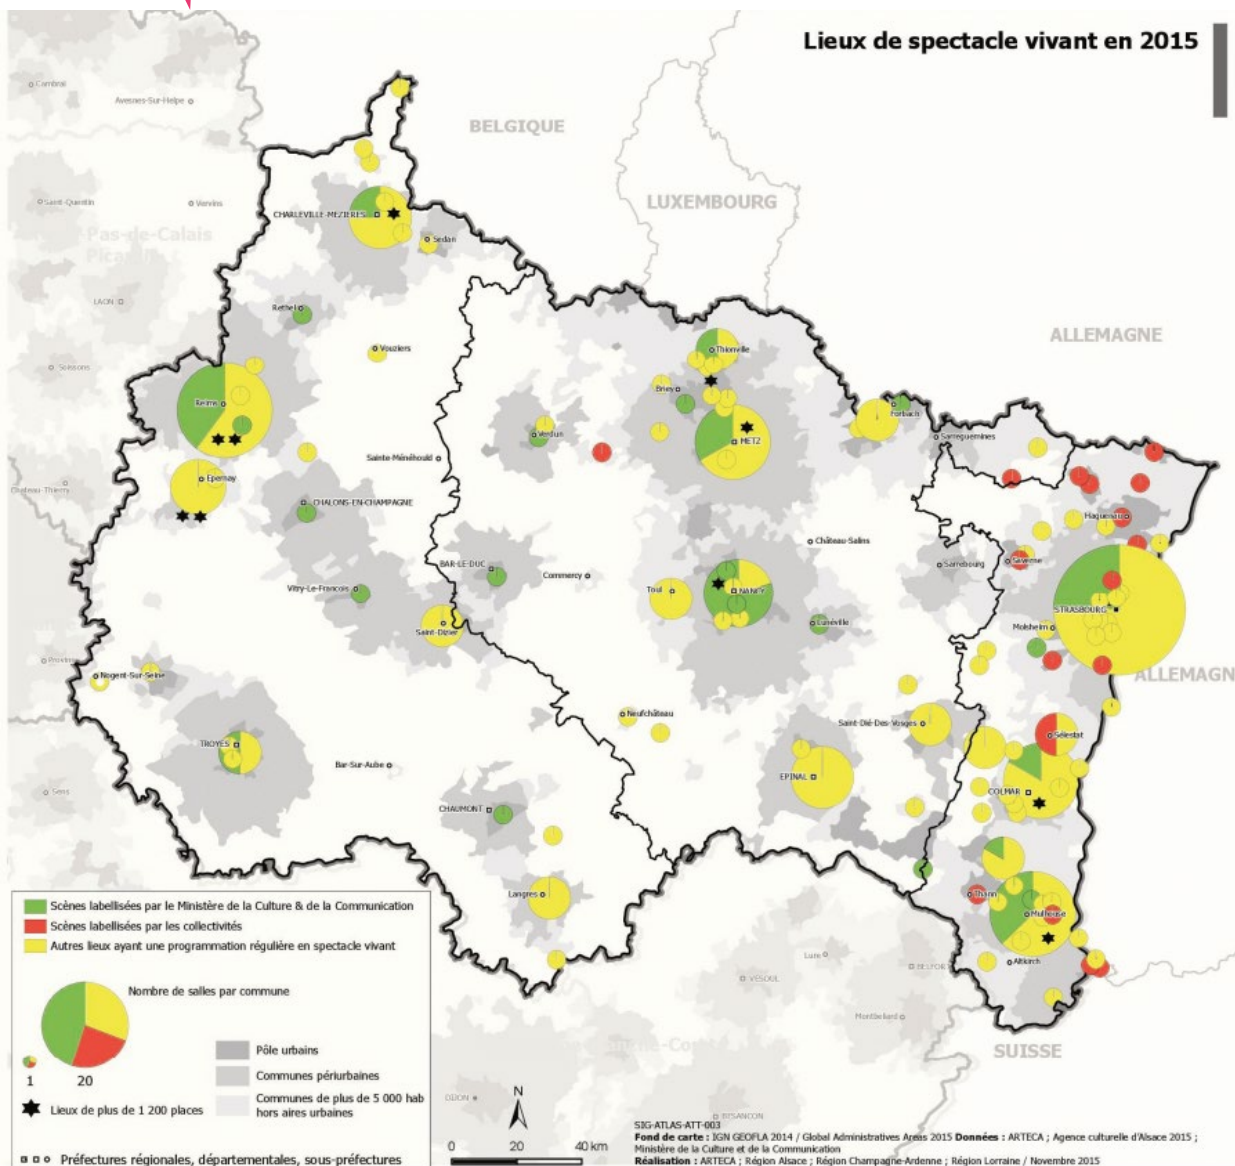 Lieux de spectacle vivant en 2015
Cambrai
Avesnes-Sur-Helpe
BELGIQUE
LUXEMBOURG
Saint-Quentin
Vervins
CHARLEVILLE-MEZIERES
Sedan
Pas-de-Calais
LAON
Rethel
ALLEMAGNE
Vouziers
Thionville
Soissons
Briey
Reims
Forbach
Verdun
METZ
Sarreguemines
Sainte-Ménéhould
Epernay
Chateau-Thierry
CHALONS-EN-CHAMPAGNE
Haguenau
Château-Salins
Saverne
BAR-LE-DUC
Commercy
Sarrebourg
Vitry-Le-Francois
Toul
NANCY
STRASBOURG
Saint-Dizier
Lunéville
Molsheim
Provins
Nogent-Sur-Seine
ALLEMAGN
Neufchâteau
Saint-Dié-Des-Vosges
Sélestat
TROYES
Bar-Sur-Aube
EPINAL
Sens
CHAUMONT
COLMAR
Langres
Thann
Mulhouse
Altkirch
Lure
BELFORT
VESOUL
Montbeliard
SUISSE
DIJON
BESANCON
Scènes labellisées par le Ministère de la Culture & de la Communication
Scènes labellisées par les collectivités
Autres lieux ayant une programmation régulière en spectacle vivant
Nombre de salles par commune
1 20
Lieux de plus de 1 200 places
Pôle urbains
Communes périurbaines
Communes de plus de 5 000 hab
hors aires urbaines
Préfectures régionales, départementales, sous-préfectures
N
0 20 40 km
SIG-ATLAS-ATT-003
Fond de carte : IGN GEOFLA 2014 / Global Administratives Areas 2015 Données : ARTECA ; Agence culturelle d'Alsace 2015 ;
Ministère de la Culture et de la Communication
Réalisation : ARTECA ; Région Alsace ; Région Champagne-Ardenne ; Région Lorraine / Novembre 2015